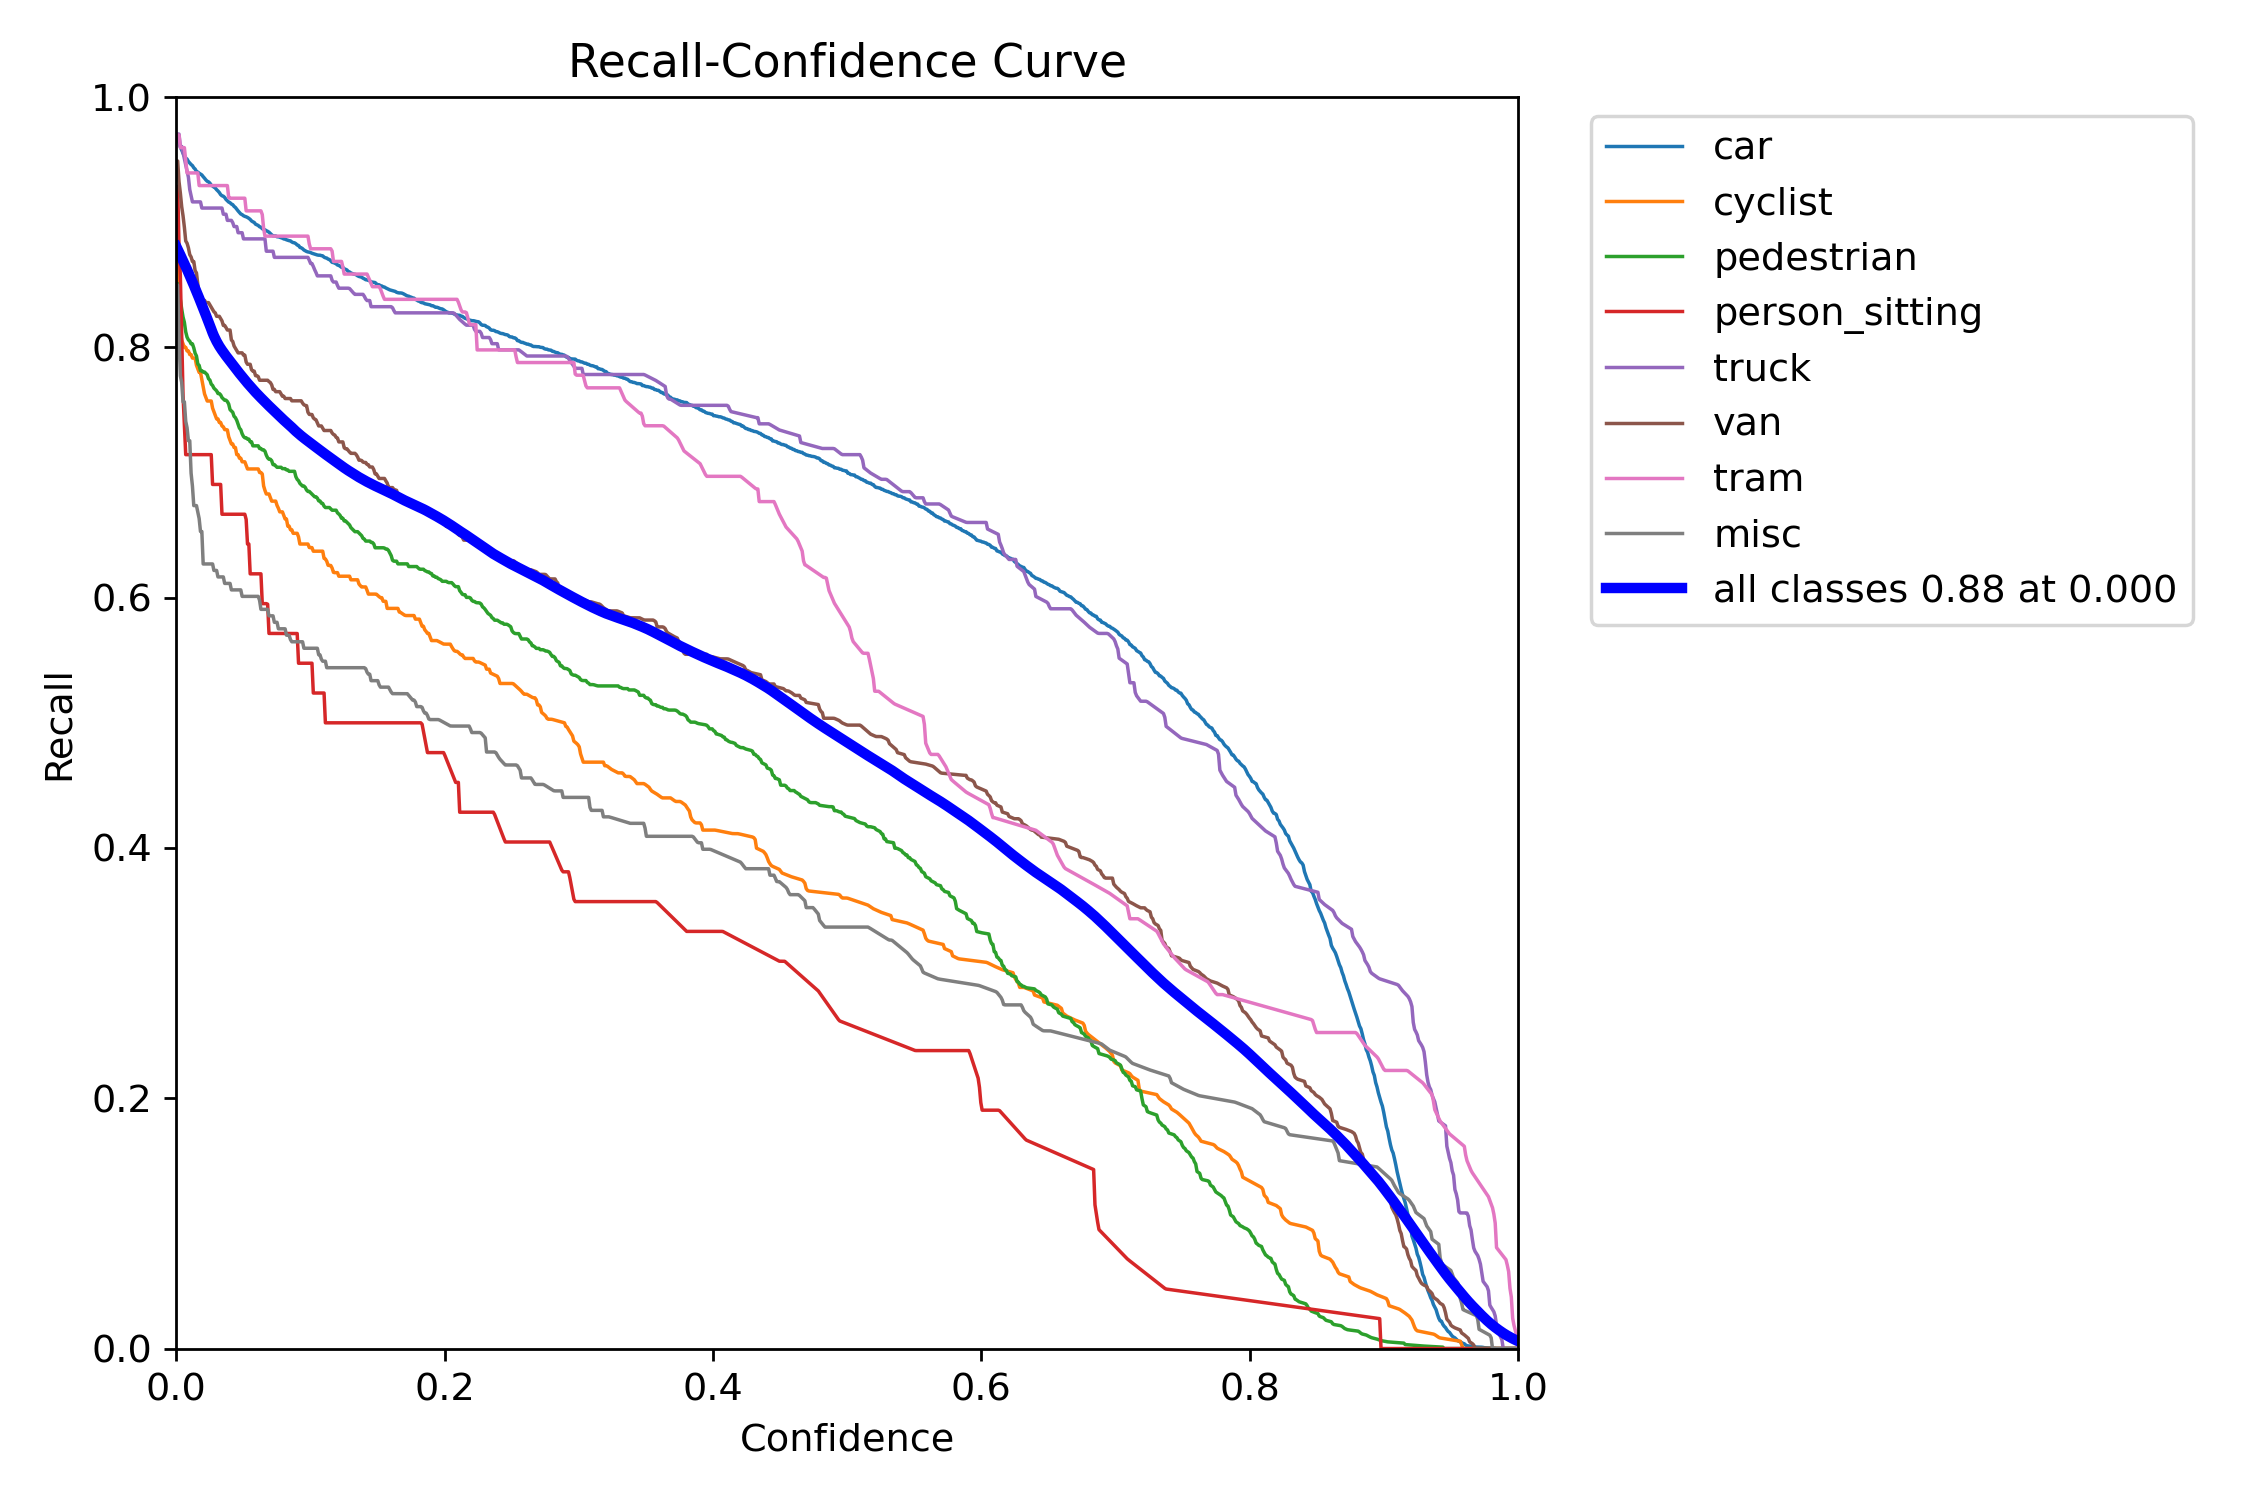 Recall-Confidence Curve
1.0
0.8
0.6
0.4
0.2
0.0
Recall
0.0 0.2 0.4 0.6 0.8 1.0
Confidence
car
cyclist
pedestrian
person_sitting
truck
van
tram
misc
all classes 0.88 at 0.000